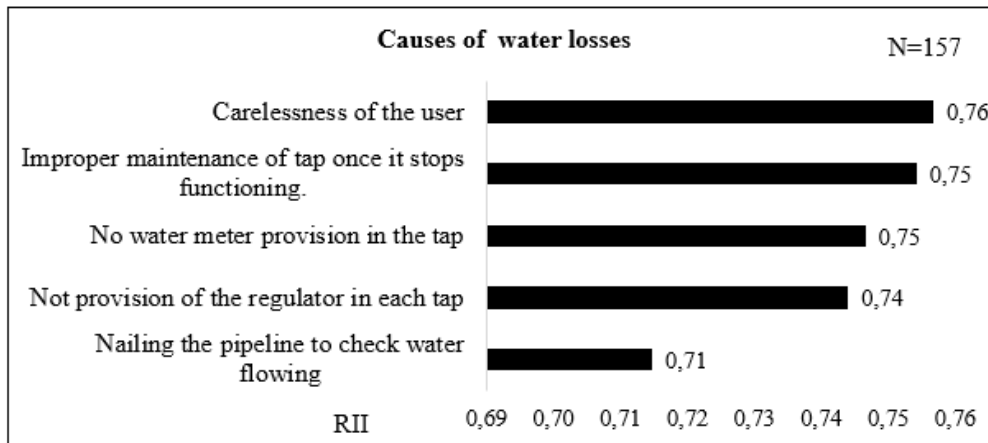 Causes of water losses
N=157
Carelessness of the user
0,76
Improper maintenance of tap once it stops
functioning.
0,75
No water meter provision in the tap
0,75
Not provision of the regulator in each tap
0,74
Nailing the pipeline to check water
flowing
0,71
RII
0,69 0,70 0,71 0,72 0,73 0,74 0,75 0,76